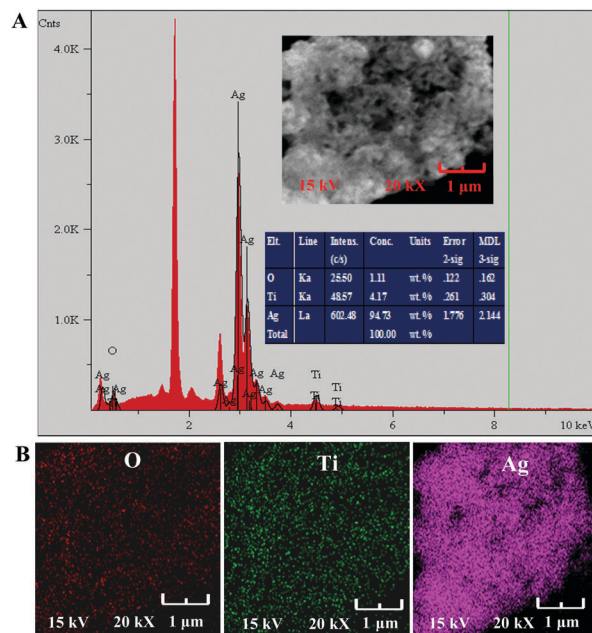 A
Cnts
4.0K
3.0K
2.0K
1.0K
Ag
Ag
O
Ag
Ag
Ag
Ag
Ag
Ag
Ag
Ag
Ag
Ag
Ti
Ti
Ti
Ti
2
4
6
8
10 keV
15 kV 20 kX 1 µm
Elt. Line Intens. Conc. Units Error MDL
(c/s) 2-sig 3-sig
O Ka 25.50 1.11 wt.% .122 .162
Ti Ka 48.57 4.17 wt.% .261 .304
Ag La 602.48 94.73 wt.% 1.776 2.144
Total 100.00 wt.%
B
O
15 kV 20 kX 1 µm
Ti
15 kV 20 kX 1 µm
Ag
15 kV 20 kX 1 µm